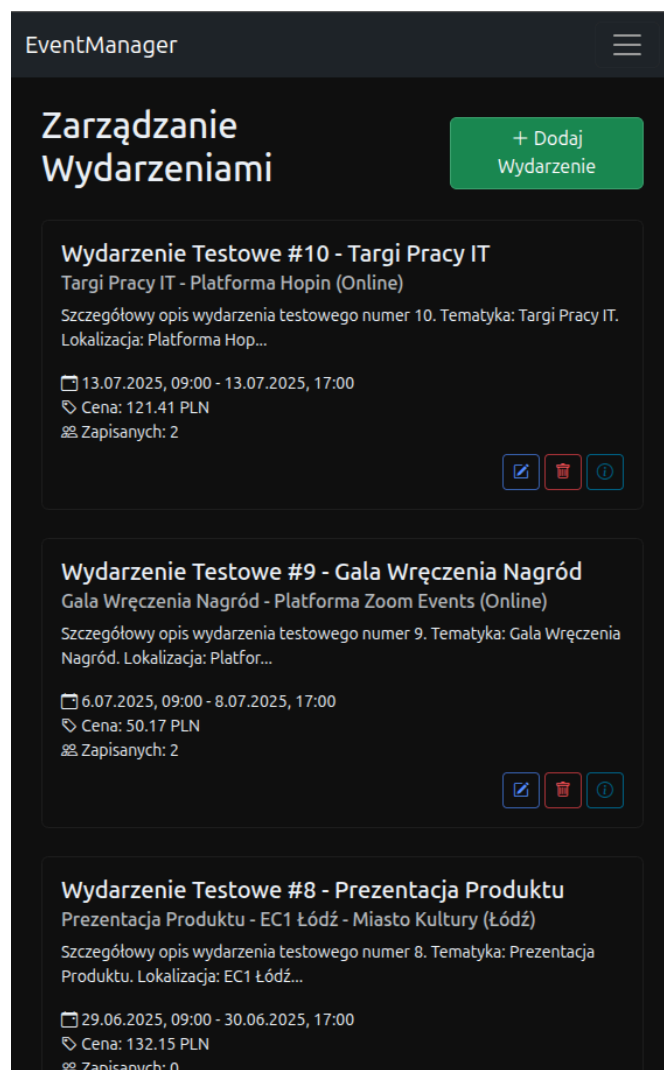 EventManager
Zarządzanie
Wydarzeniami
+ Dodaj
Wydarzenie
Wydarzenie Testowe #10 - Targi Pracy IT
Targi Pracy IT - Platforma Hopin (Online)
Szczegółowy opis wydarzenia testowego numer 10. Tematyka: Targi Pracy IT.
Lokalizacja: Platforma Hop...
13.07.2025, 09:00 - 13.07.2025, 17:00
Cena: 121.41 PLN
Zapisanych: 2
Wydarzenie Testowe #9 - Gala Wręczenia Nagród
Gala Wręczenia Nagród - Platforma Zoom Events (Online)
Szczegółowy opis wydarzenia testowego numer 9. Tematyka: Gala Wręczenia
Nagród. Lokalizacja: Platfor...
6.07.2025, 09:00 - 8.07.2025, 17:00
Cena: 50.17 PLN
Zapisanych: 2
Wydarzenie Testowe #8 - Prezentacja Produktu
Prezentacja Produktu - EC1 Łódź - Miasto Kultury (Łódź)
Szczegółowy opis wydarzenia testowego numer 8. Tematyka: Prezentacja
Produktu. Lokalizacja: EC1 Łódź...
29.06.2025, 09:00 - 30.06.2025, 17:00
Cena: 132.15 PLN
Zapisanych: 0